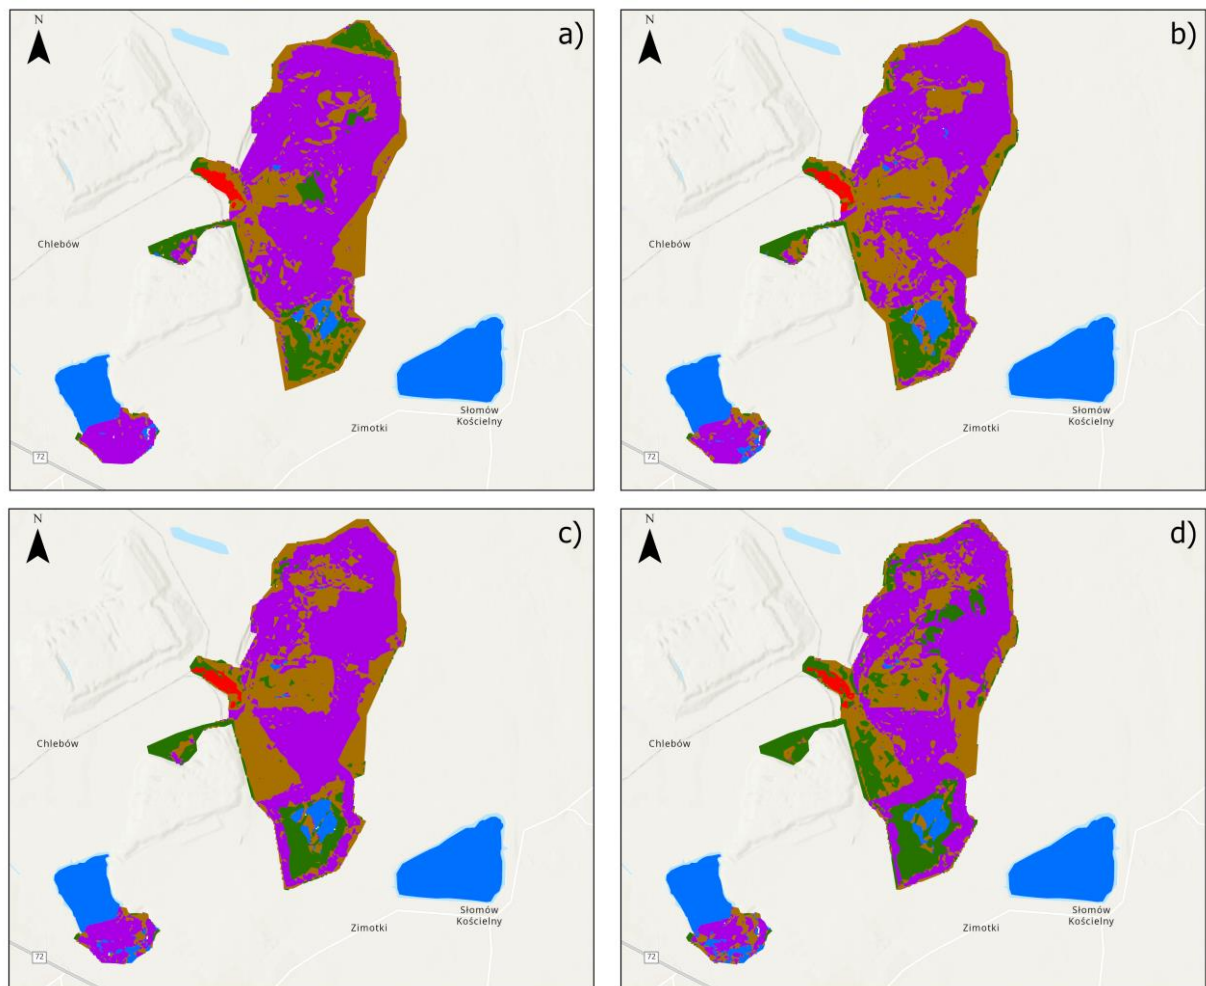 N
a)
Chlebów
Słomów
Kościelny
Zimotki
72
N
b)
Chlebów
Słomów
Kościelny
Zimotki
72
N
c)
Chlebów
Słomów
Kościelny
Zimotki
72
N
d)
Chlebów
Słomów
Kościelny
Zimotki
72